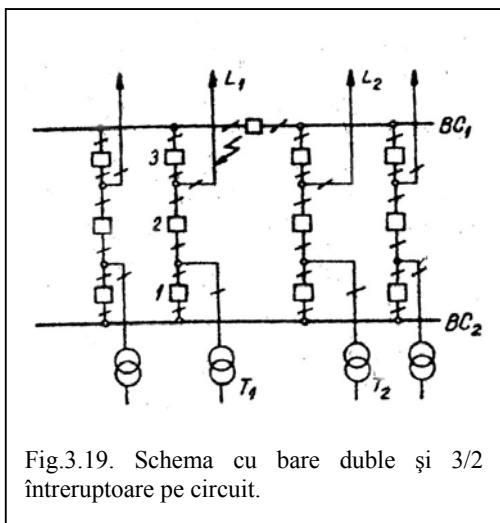 L₁
L₂
BC₁
3
2
1
BC₂
T₁
T₂
Fig.3.19. Schema cu bare duble şi 3/2
întreruptoare pe circuit.